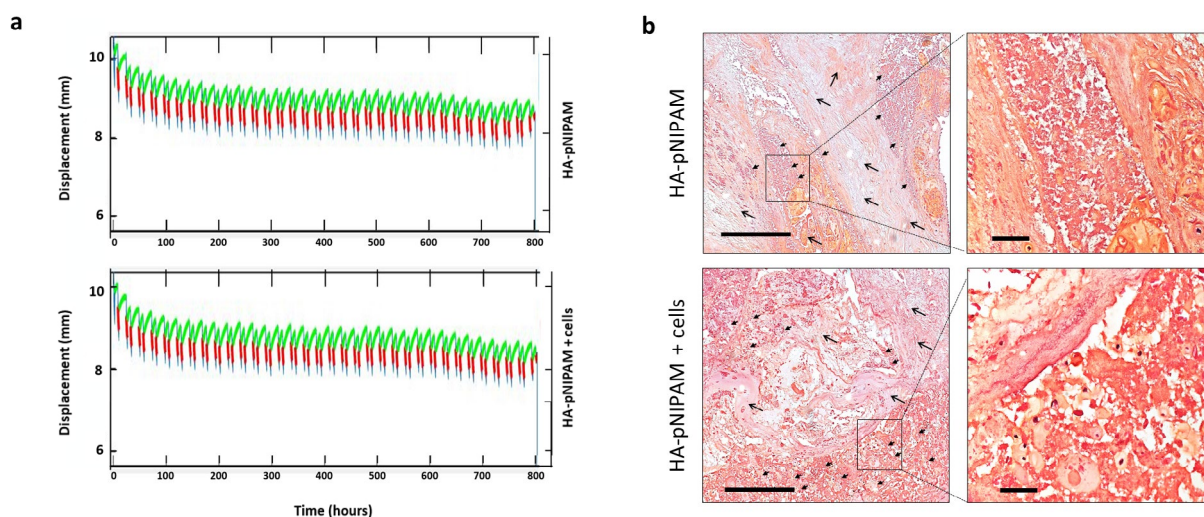 a
10
8
6
Displacement (mm)
0 100 200 300 400 500 600 700 800
HA-pNIPAM
10
8
6
Displacement (mm)
0 100 200 300 400 500 600 700 800
HA-pNIPAM + cells
Time (hours)
b
HA-pNIPAM
HA-pNIPAM + cells